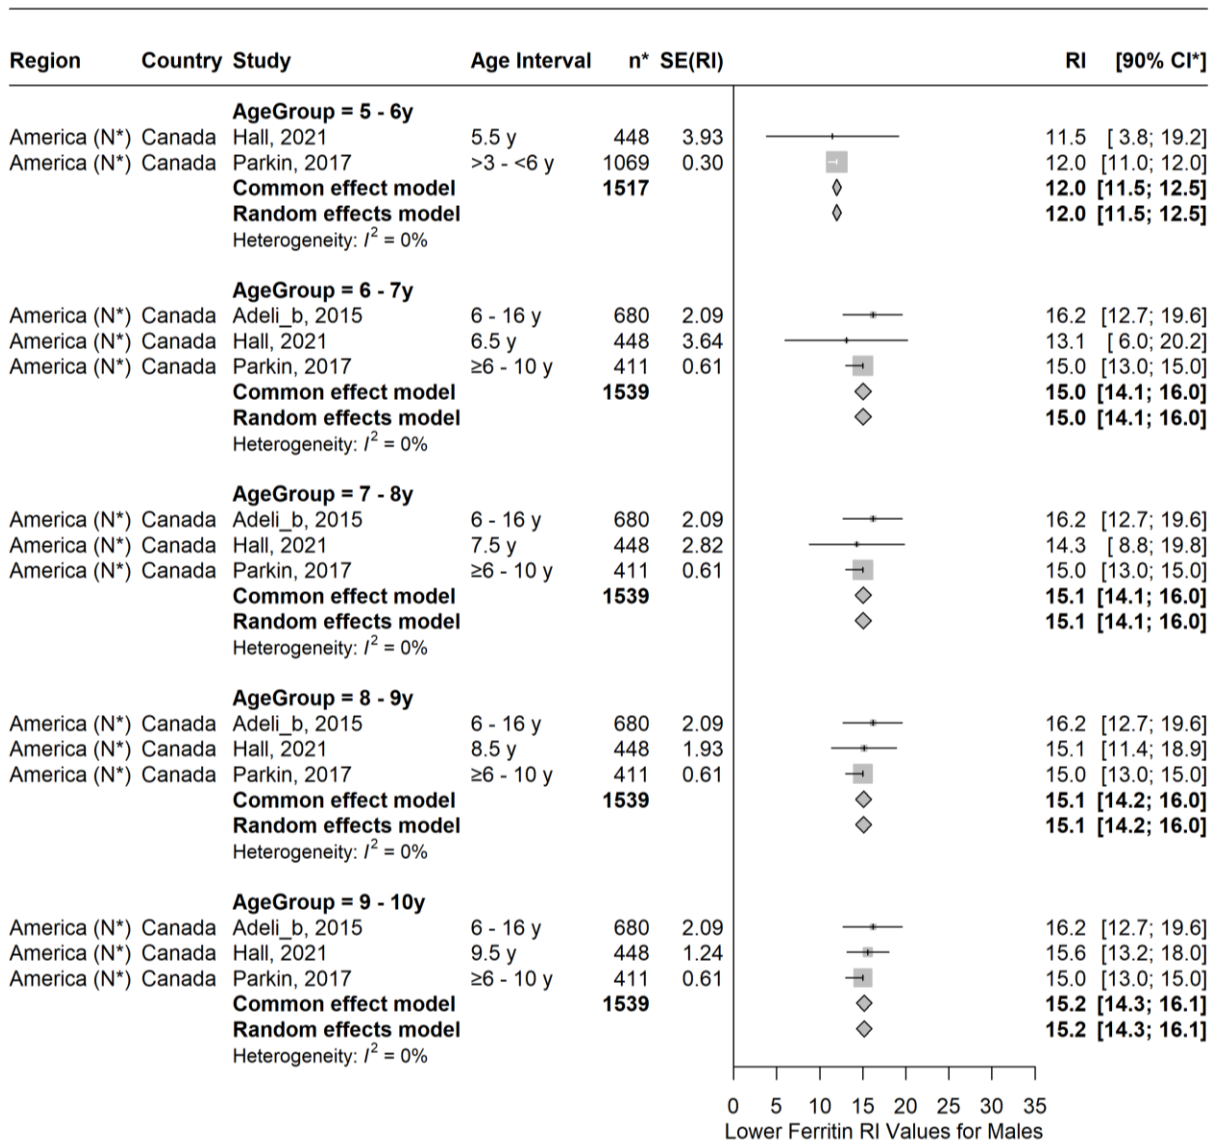 Region Country Study Age Interval n* SE(RI) RI [90% CI*]
AgeGroup = 5 - 6y
America (N*) Canada Hall, 2021 5.5 y 448 3.93 11.5 [ 3.8; 19.2]
America (N*) Canada Parkin, 2017 >3 - <6 y 1069 0.30 12.0 [11.0; 12.0]
Common effect model 1517 12.0 [11.5; 12.5]
Random effects model 12.0 [11.5; 12.5]
Heterogeneity: I² = 0%
AgeGroup = 6 - 7y
America (N*) Canada Adeli_b, 2015 6 - 16 y 680 2.09 16.2 [12.7; 19.6]
America (N*) Canada Hall, 2021 6.5 y 448 3.64 13.1 [ 6.0; 20.2]
America (N*) Canada Parkin, 2017 ≥6 - 10 y 411 0.61 15.0 [13.0; 15.0]
Common effect model 1539 15.0 [14.1; 16.0]
Random effects model 15.0 [14.1; 16.0]
Heterogeneity: I² = 0%
AgeGroup = 7 - 8y
America (N*) Canada Adeli_b, 2015 6 - 16 y 680 2.09 16.2 [12.7; 19.6]
America (N*) Canada Hall, 2021 7.5 y 448 2.82 14.3 [ 8.8; 19.8]
America (N*) Canada Parkin, 2017 ≥6 - 10 y 411 0.61 15.0 [13.0; 15.0]
Common effect model 1539 15.1 [14.1; 16.0]
Random effects model 15.1 [14.1; 16.0]
Heterogeneity: I² = 0%
AgeGroup = 8 - 9y
America (N*) Canada Adeli_b, 2015 6 - 16 y 680 2.09 16.2 [12.7; 19.6]
America (N*) Canada Hall, 2021 8.5 y 448 1.93 15.1 [11.4; 18.9]
America (N*) Canada Parkin, 2017 ≥6 - 10 y 411 0.61 15.0 [13.0; 15.0]
Common effect model 1539 15.1 [14.2; 16.0]
Random effects model 15.1 [14.2; 16.0]
Heterogeneity: I² = 0%
AgeGroup = 9 - 10y
America (N*) Canada Adeli_b, 2015 6 - 16 y 680 2.09 16.2 [12.7; 19.6]
America (N*) Canada Hall, 2021 9.5 y 448 1.24 15.6 [13.2; 18.0]
America (N*) Canada Parkin, 2017 ≥6 - 10 y 411 0.61 15.0 [13.0; 15.0]
Common effect model 1539 15.2 [14.3; 16.1]
Random effects model 15.2 [14.3; 16.1]
Heterogeneity: I² = 0%
0 5 10 15 20 25 30 35
Lower Ferritin RI Values for Males